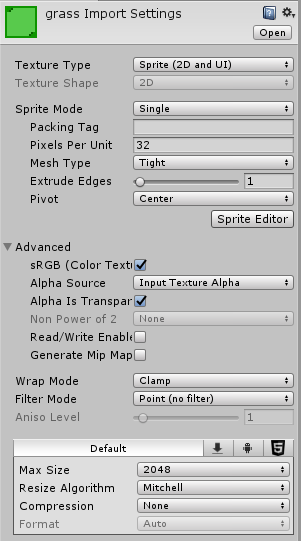 grass Import Settings
Open
Texture Type Sprite (2D and UI)
Texture Shape 2D
Sprite Mode Single
Packing Tag
Pixels Per Unit 32
Mesh Type Tight
Extrude Edges 1
Pivot Center
Sprite Editor
Advanced
sRGB (Color Textu
Alpha Source Input Texture Alpha
Alpha Is Transpar
Non Power of 2 None
Read/Write Enable
Generate Mip Map
Wrap Mode Clamp
Filter Mode Point (no filter)
Aniso Level 1
Default
Max Size 2048
Resize Algorithm Mitchell
Compression None
Format Auto